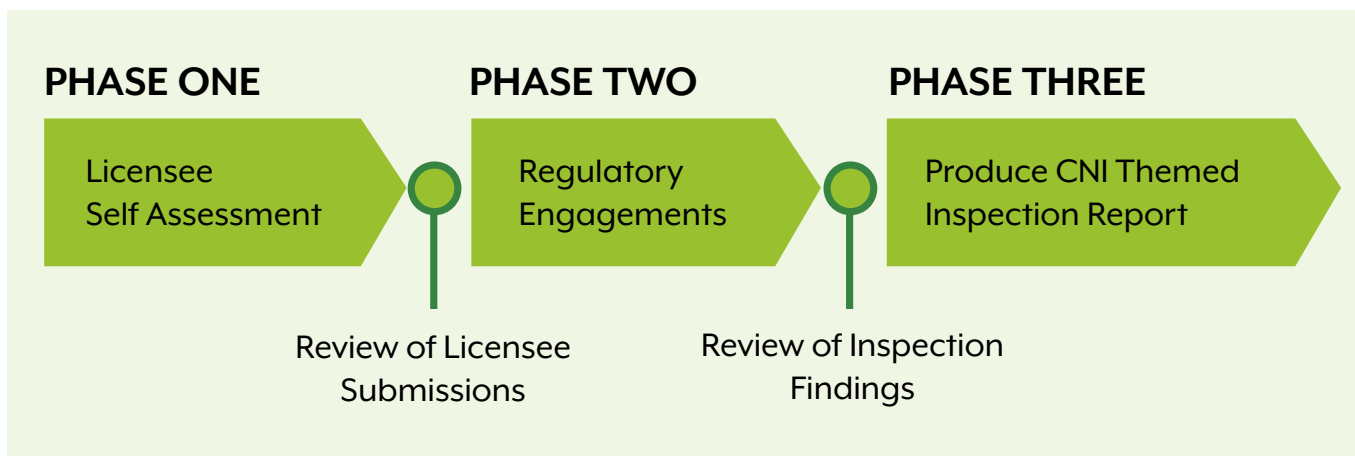 PHASE ONE
Licensee
Self Assessment
Review of Licensee
Submissions
PHASE TWO
Regulatory
Engagements
Review of Inspection
Findings
PHASE THREE
Produce CNI Themed
Inspection Report